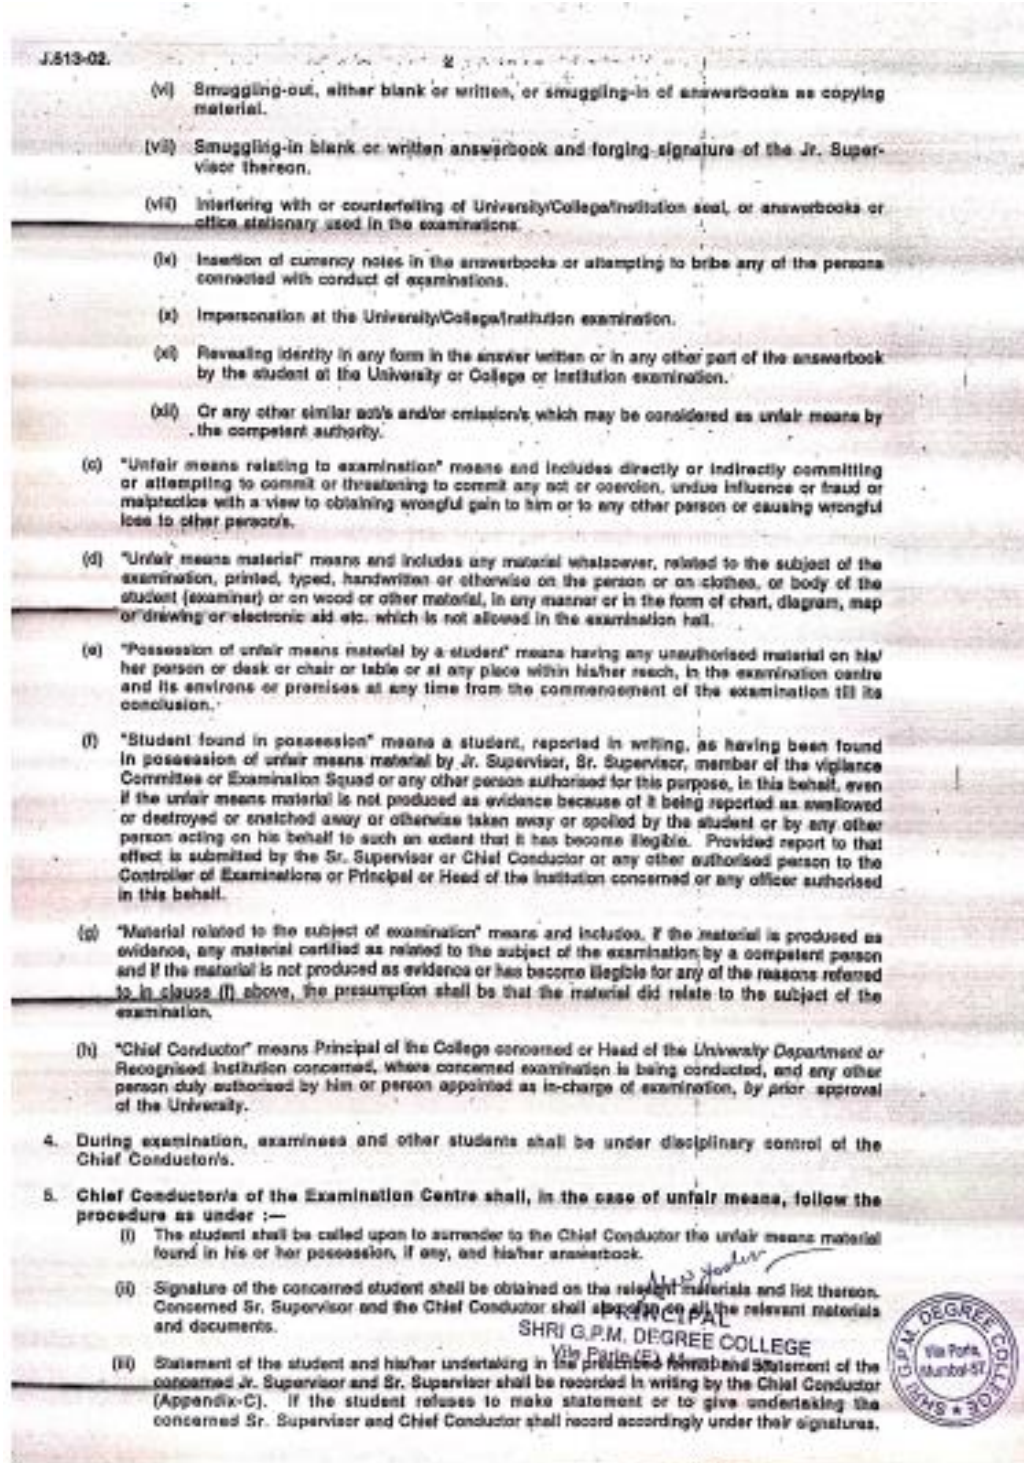 J.513-02.
2
(vi) Smuggling-out, either blank or written, or smuggling-in of answerbooks as copying
material.
(vii) Smuggling-in blank or written answerbook and forging signature of the Jr. Super-
visor thereon.
(viii) Interfering with or counterfeiting of University/College/Institution seal, or answerbooks or
office stationary used in the examinations.
(ix) Insertion of currency notes in the answerbooks or attempting to bribe any of the persons
connected with conduct of examinations.
(x) Impersonation at the University/College/Institution examination.
(xi) Revealing identity in any form in the answer written or in any other part of the answerbook
by the student at the University or College or Institution examination.
(xii) Or any other similar act/s and/or omission/s which may be considered as unfair means by
the competent authority.
(c) "Unfair means relating to examination" means and includes directly or indirectly committing
or attempting to commit or threatening to commit any act or coercion, undue influence or fraud or
malprectice with a view to obtaining wrongful gain to him or to any other person or causing wrongful
loss to other person/s.
(d) "Unfair means material" means and includes any material whatsoever, related to the subject of the
examination, printed, typed, handwritten or otherwise on the person or on clothes, or body of the
student (examiner) or on wood or other material, in any manner or in the form of chart, diagram, map
or drawing or electronic aid etc. which is not allowed in the examination hall.
(e) "Possession of unfair means material by a student" means having any unauthorised material on his/
her person or desk or chair or table or at any place within his/her reach, in the examination centre
and its environs or premises at any time from the commencement of the examination till its
conclusion.
(f) "Student found in possession" means a student, reported in writing, as having been found
in possession of unfair means material by Jr. Supervisor, Sr. Supervisor, member of the vigilance
Committee or Examination Squad or any other person authorised for this purpose, in this behalf, even
if the unfair means material is not produced as evidence because of it being reported as swallowed
or destroyed or snatched away or otherwise taken away or spoiled by the student or by any other
person acting on his behalf to such an extent that it has become illegible. Provided report to that
effect is submitted by the Sr. Supervisor or Chief Conductor or any other authorised person to the
Controller of Examinations or Principal or Head of the Institution concerned or any officer authorised
in this behalf.
(g) "Material related to the subject of examination" means and includes, if the material is produced as
evidence, any material certified as related to the subject of the examination by a competent person
and if the material is not produced as evidence or has become illegible for any of the reasons referred
to in clause (f) above, the presumption shall be that the material did relate to the subject of the
examination.
(h) "Chief Conductor" means Principal of the College concerned or Head of the University Department or
Recognised Institution concerned, where concerned examination is being conducted, and any other
person duly authorised by him or person appointed as in-charge of examination, by prior approval
of the University.
4. During examination, examinees and other students shall be under disciplinary control of the
Chief Conductor/s.
5. Chief Conductor/s of the Examination Centre shall, in the case of unfair means, follow the
procedure as under :—
(i) The student shall be called upon to surrender to the Chief Conductor the unfair means material
found in his or her possession, if any, and his/her answerbook.
(ii) Signature of the concerned student shall be obtained on the relevant materials and list thereon.
Concerned Sr. Supervisor and the Chief Conductor shall also sign on all the relevant materials
and documents.
PRINCIPAL
SHRI G.P.M. DEGREE COLLEGE
Vile Parle (E), Mumbai
(iii) Statement of the student and his/her undertaking in the prescribed format and statement of the
concerned Jr. Supervisor and Sr. Supervisor shall be recorded in writing by the Chief Conductor
(Appendix-C). If the student refuses to make statement or to give undertaking the
concerned Sr. Supervisor and Chief Conductor shall record accordingly under their signatures.
SHRI G.P.M. DEGREE COLLEGE
Vile Parle,
Mumbai-57